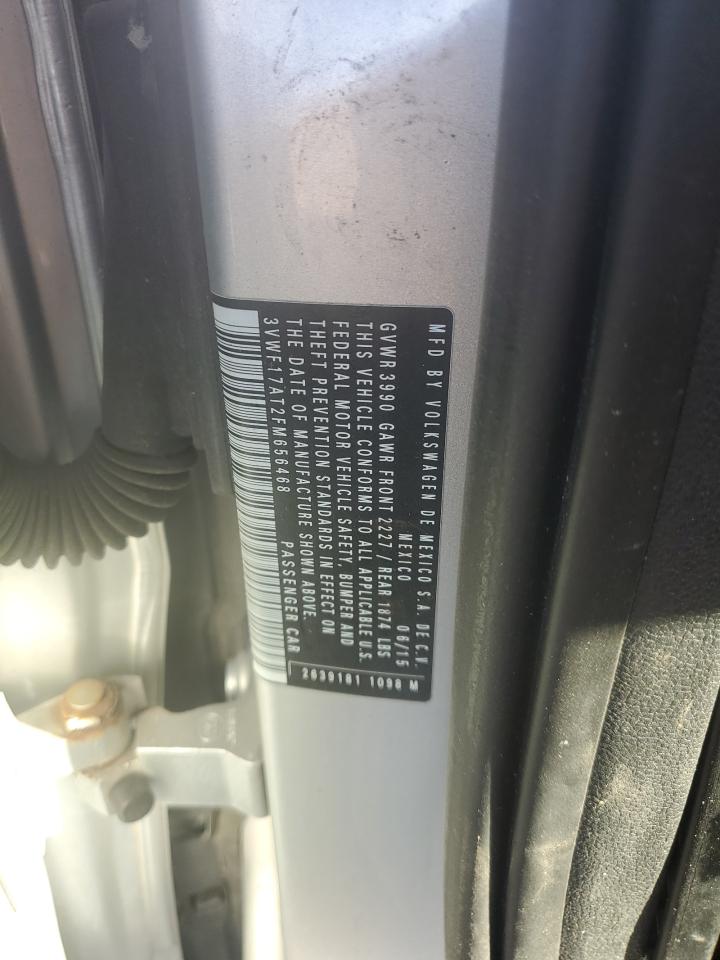 MFD BY VOLKSWAGEN DE MEXICO S.A. DE C.V.
MEXICO 06/15
GVWR 3990 GAWR FRONT 2227 / REAR 1874 LBS
THIS VEHICLE CONFORMS TO ALL APPLICABLE U.S.
FEDERAL MOTOR VEHICLE SAFETY, BUMPER AND
THEFT PREVENTION STANDARDS IN EFFECT ON
THE DATE OF MANUFACTURE SHOWN ABOVE.
3VWF17AT2FM656468 PASSENGER CAR